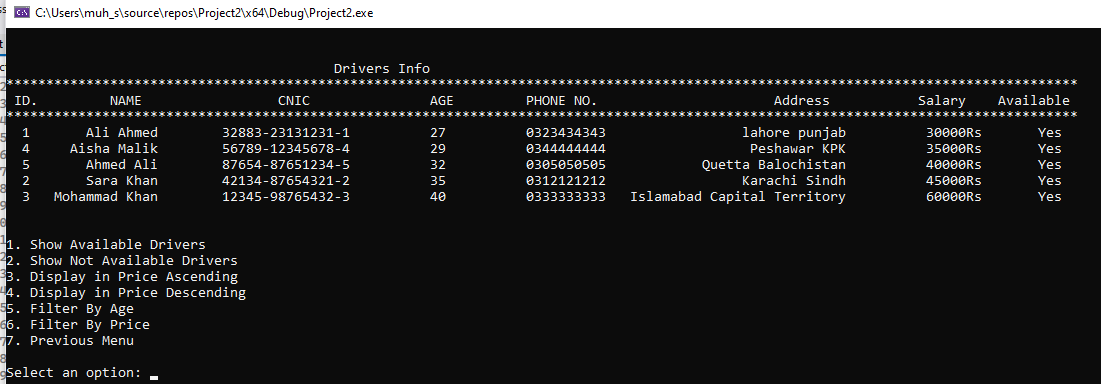 C:\Users\muh_s\source\repos\Project2\x64\Debug\Project2.exe
Drivers Info
**************************************************************************************************************************************
ID. NAME CNIC AGE PHONE NO. Address Salary Available
**************************************************************************************************************************************
1 Ali Ahmed 32883-23131231-1 27 0323434343 lahore punjab 30000Rs Yes
4 Aisha Malik 56789-12345678-4 29 0344444444 Peshawar KPK 35000Rs Yes
5 Ahmed Ali 87654-87651234-5 32 0305050505 Quetta Balochistan 40000Rs Yes
2 Sara Khan 42134-87654321-2 35 0312121212 Karachi Sindh 45000Rs Yes
3 Mohammad Khan 12345-98765432-3 40 0333333333 Islamabad Capital Territory 60000Rs Yes
1. Show Available Drivers
2. Show Not Available Drivers
3. Display in Price Ascending
4. Display in Price Descending
5. Filter By Age
6. Filter By Price
7. Previous Menu
Select an option: